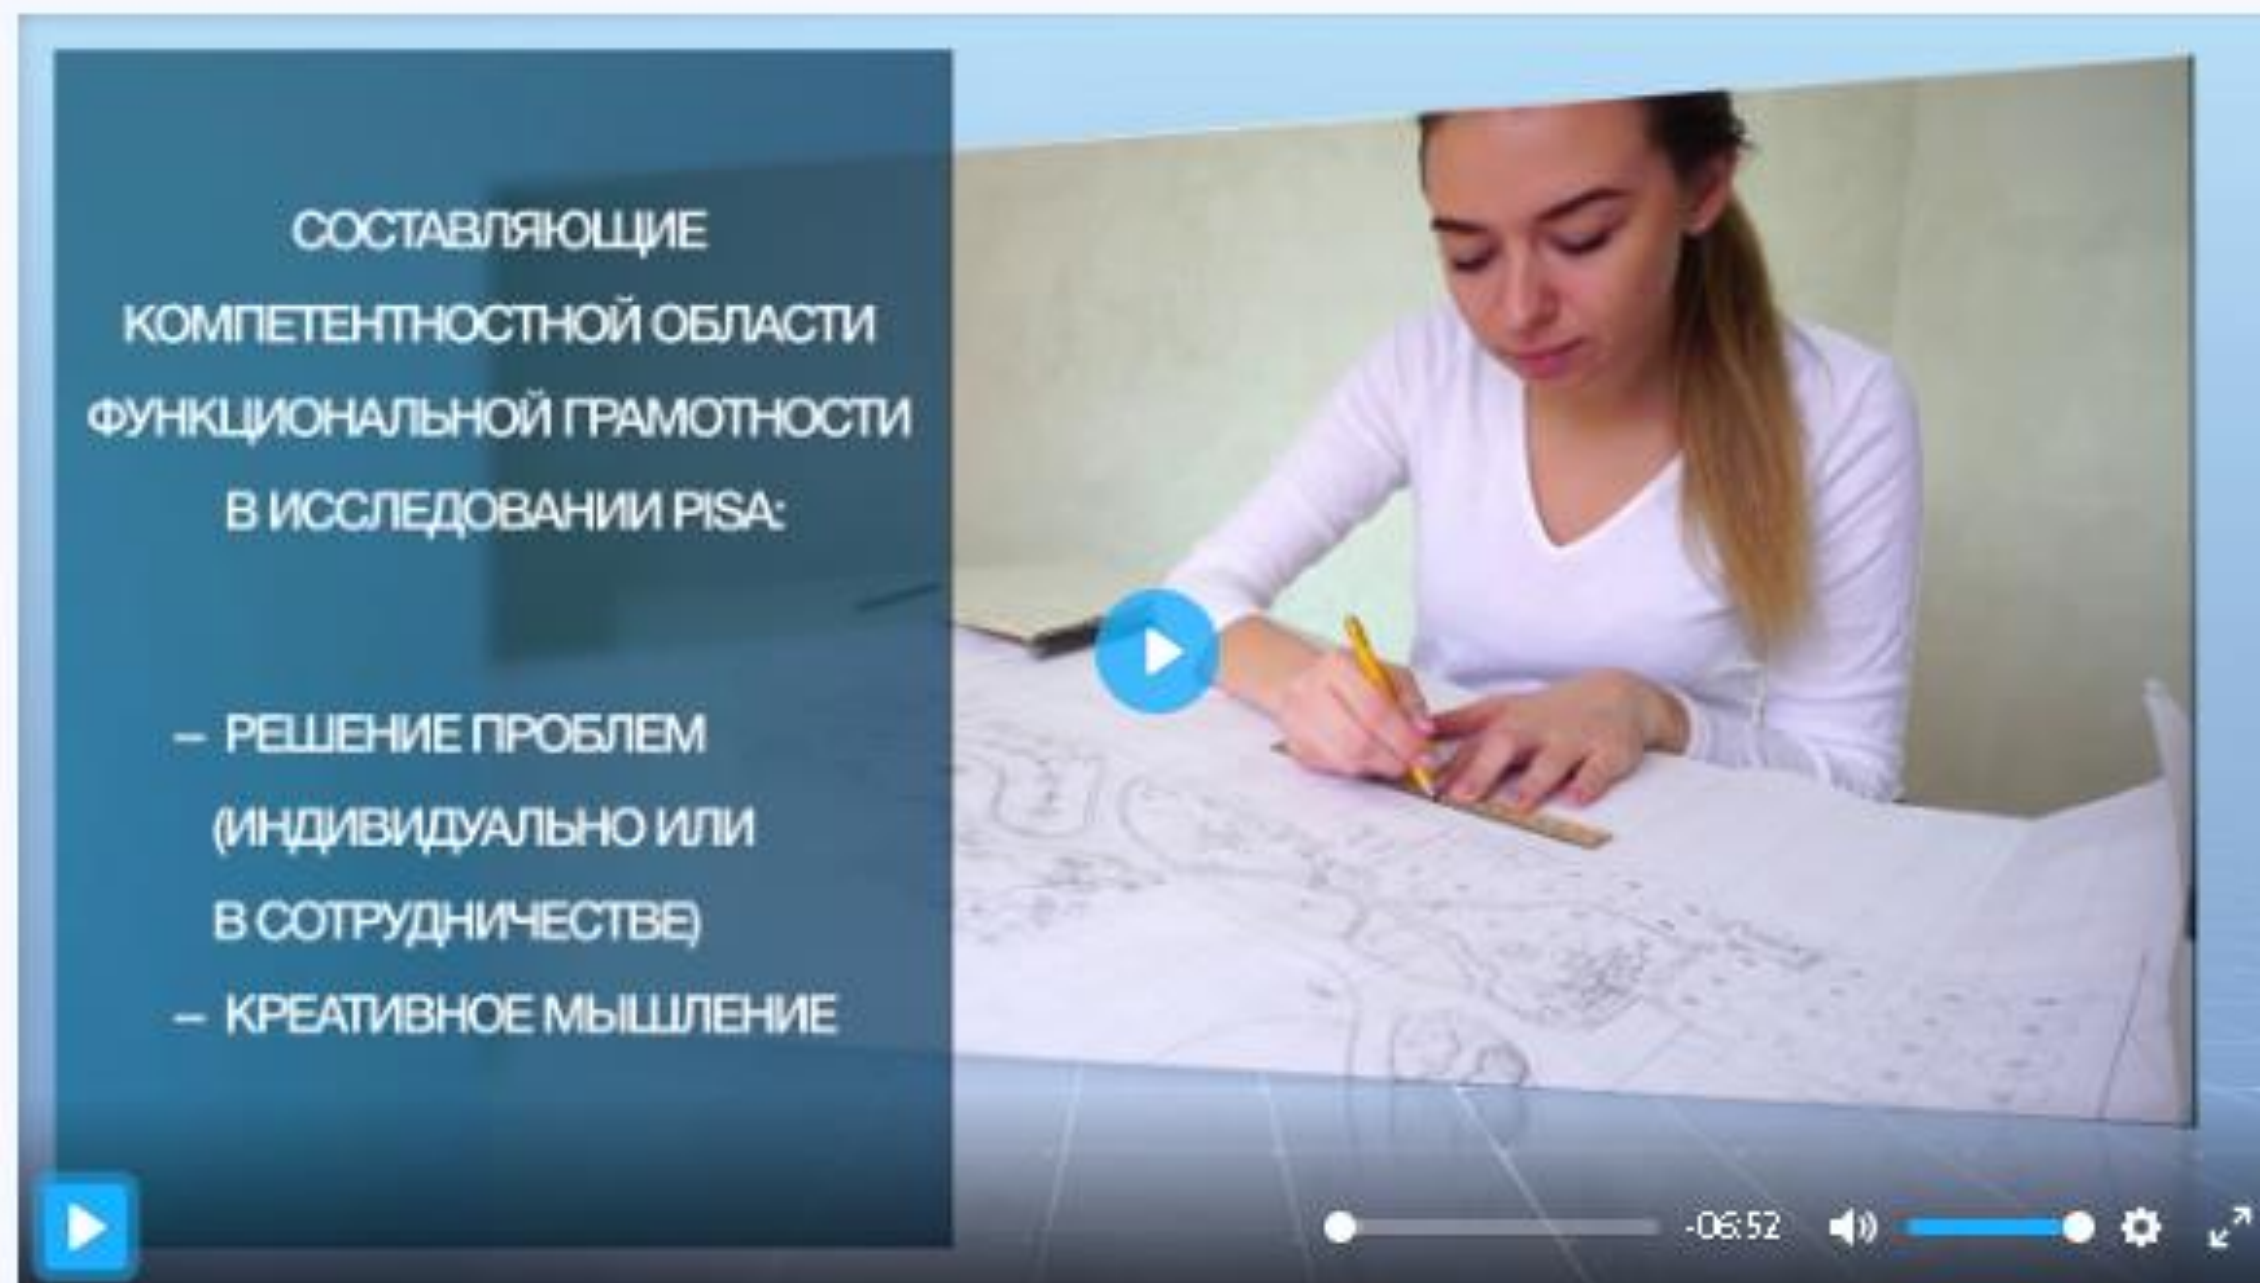 СОСТАВЛЯЮЩИЕ
КОМПЕТЕНТНОСТНОЙ ОБЛАСТИ
ФУНКЦИОНАЛЬНОЙ ГРАМОТНОСТИ
В ИССЛЕДОВАНИИ PISA:
– РЕШЕНИЕ ПРОБЛЕМ
(ИНДИВИДУАЛЬНО ИЛИ
В СОТРУДНИЧЕСТВЕ)
– КРЕАТИВНОЕ МЫШЛЕНИЕ
-06:52